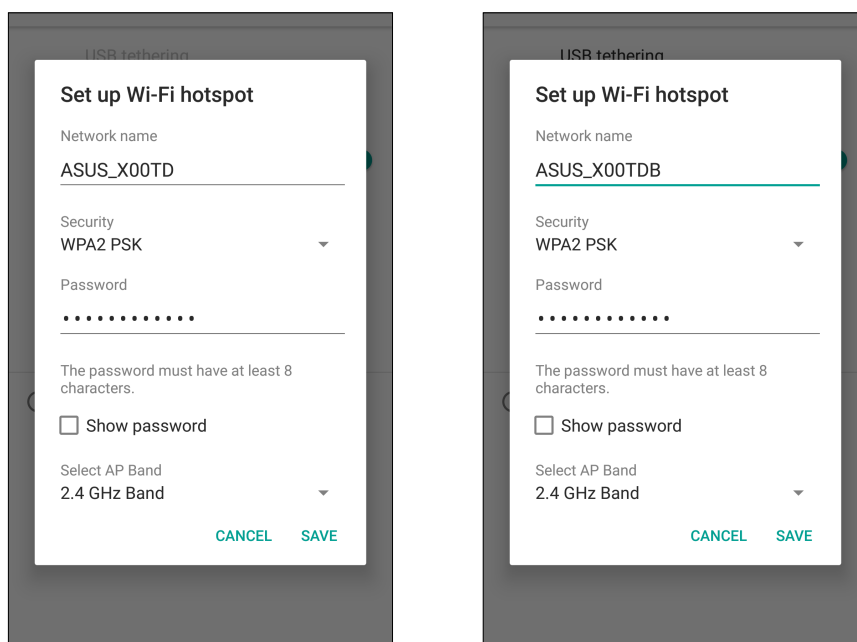 USB tethering
Set up Wi-Fi hotspot
Network name
ASUS_X00TD
Security
WPA2 PSK
Password
••••••••••••
The password must have at least 8
characters.
Show password
Select AP Band
2.4 GHz Band
CANCEL SAVE
USB tethering
Set up Wi-Fi hotspot
Network name
ASUS_X00TDB
Security
WPA2 PSK
Password
••••••••••••
The password must have at least 8
characters.
Show password
Select AP Band
2.4 GHz Band
CANCEL SAVE